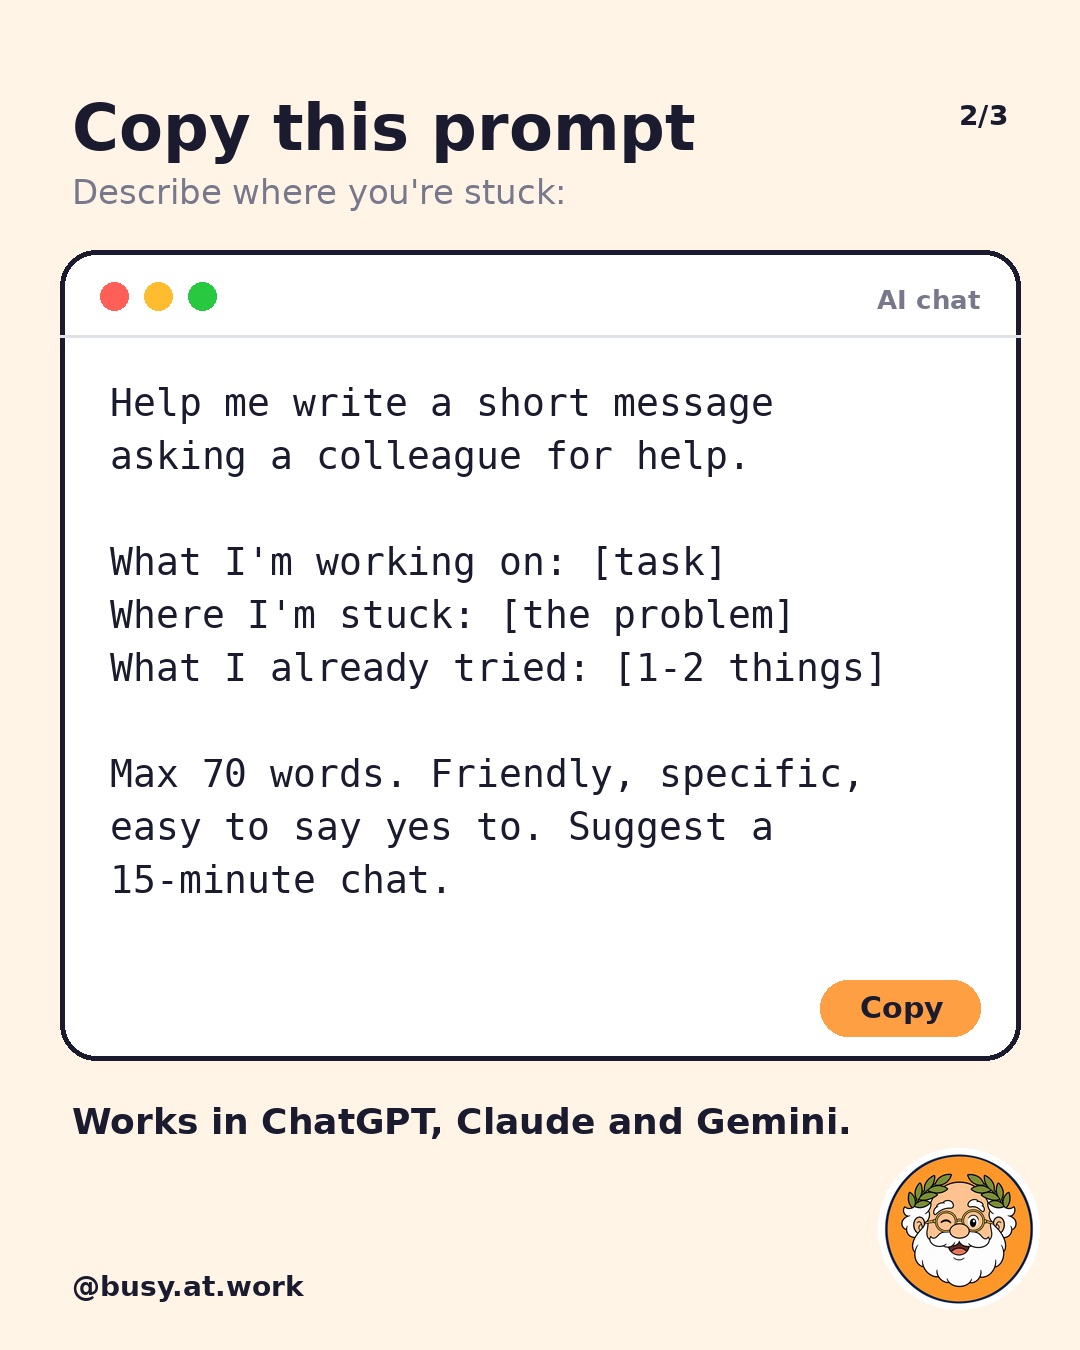 Copy this prompt
2/3
Describe where you're stuck:
AI chat
Help me write a short message
asking a colleague for help.
What I'm working on: [task]
Where I'm stuck: [the problem]
What I already tried: [1-2 things]
Max 70 words. Friendly, specific,
easy to say yes to. Suggest a
15-minute chat.
Copy
Works in ChatGPT, Claude and Gemini.
@busy.at.work